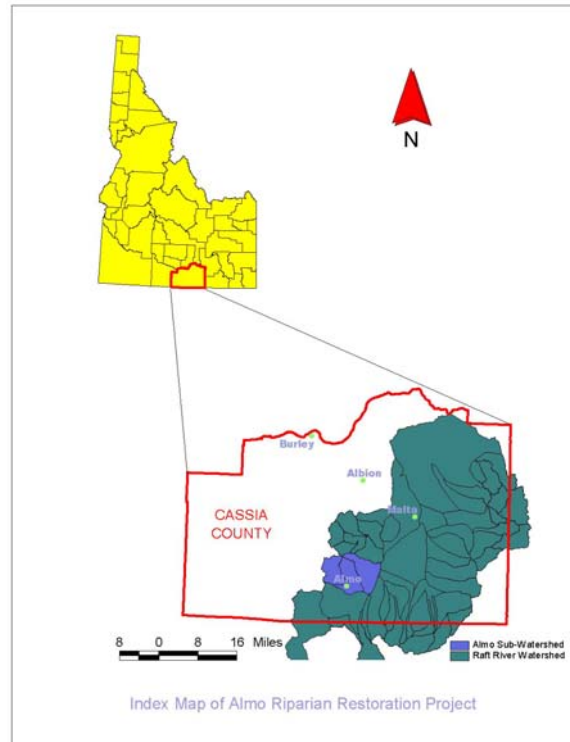 N
Burley
Albion
Malta
CASSIA
COUNTY
Almo
8 0 8 16 Miles
Almo Sub-Watershed
Raft River Watershed
Index Map of Almo Riparian Restoration Project